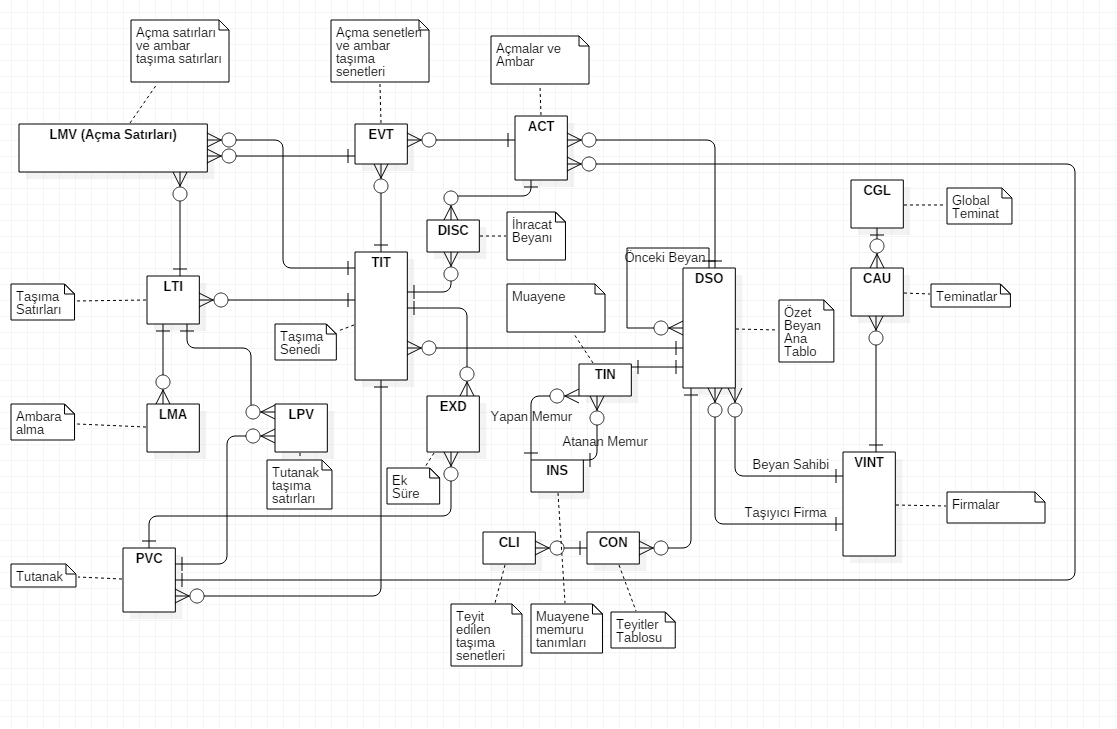 Açma satırları
ve ambar
taşıma satırları
Açma senetleri
ve ambar
taşıma
senetleri
Açmalar ve
Ambar
LMV (Açma Satırları)
EVT
ACT
CGL
Global
Teminat
DISC
İhracat
Beyanı
TIT
Önceki Beyan
DSO
CAU
Teminatlar
LTI
Taşıma
Satırları
Muayene
Özet
Beyan
Ana
Tablo
Taşıma
Senedi
TIN
Ambara
alma
LMA
LPV
EXD
Yapan Memur
Atanan Memur
Tutanak
taşıma
satırları
Ek
Süre
INS
Beyan Sahibi
VINT
Taşıyıcı Firma
Firmalar
CLI
CON
PVC
Tutanak
Teyit
edilen
taşıma
senetleri
Muayene
memuru
tanımları
Teyitler
Tablosu